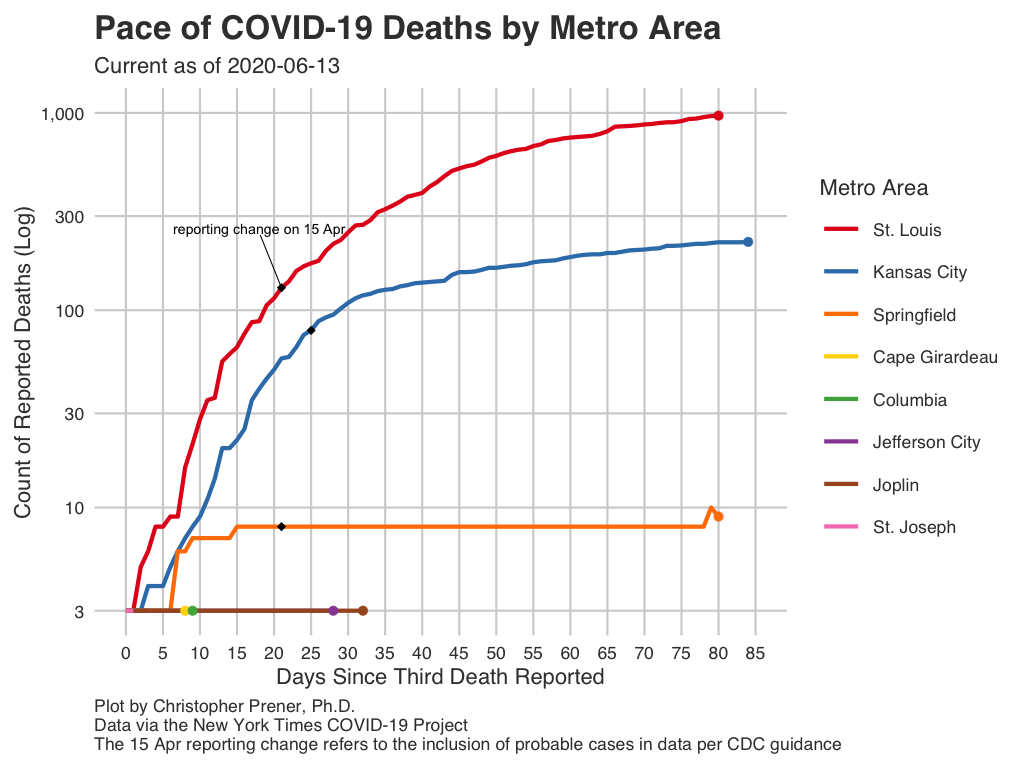 Pace of COVID-19 Deaths by Metro Area
Current as of 2020-06-13
Count of Reported Deaths (Log)
1,000
300
100
30
10
3
reporting change on 15 Apr
0 5 10 15 20 25 30 35 40 45 50 55 60 65 70 75 80 85
Days Since Third Death Reported
Metro Area
St. Louis
Kansas City
Springfield
Cape Girardeau
Columbia
Jefferson City
Joplin
St. Joseph
Plot by Christopher Prener, Ph.D.
Data via the New York Times COVID-19 Project
The 15 Apr reporting change refers to the inclusion of probable cases in data per CDC guidance